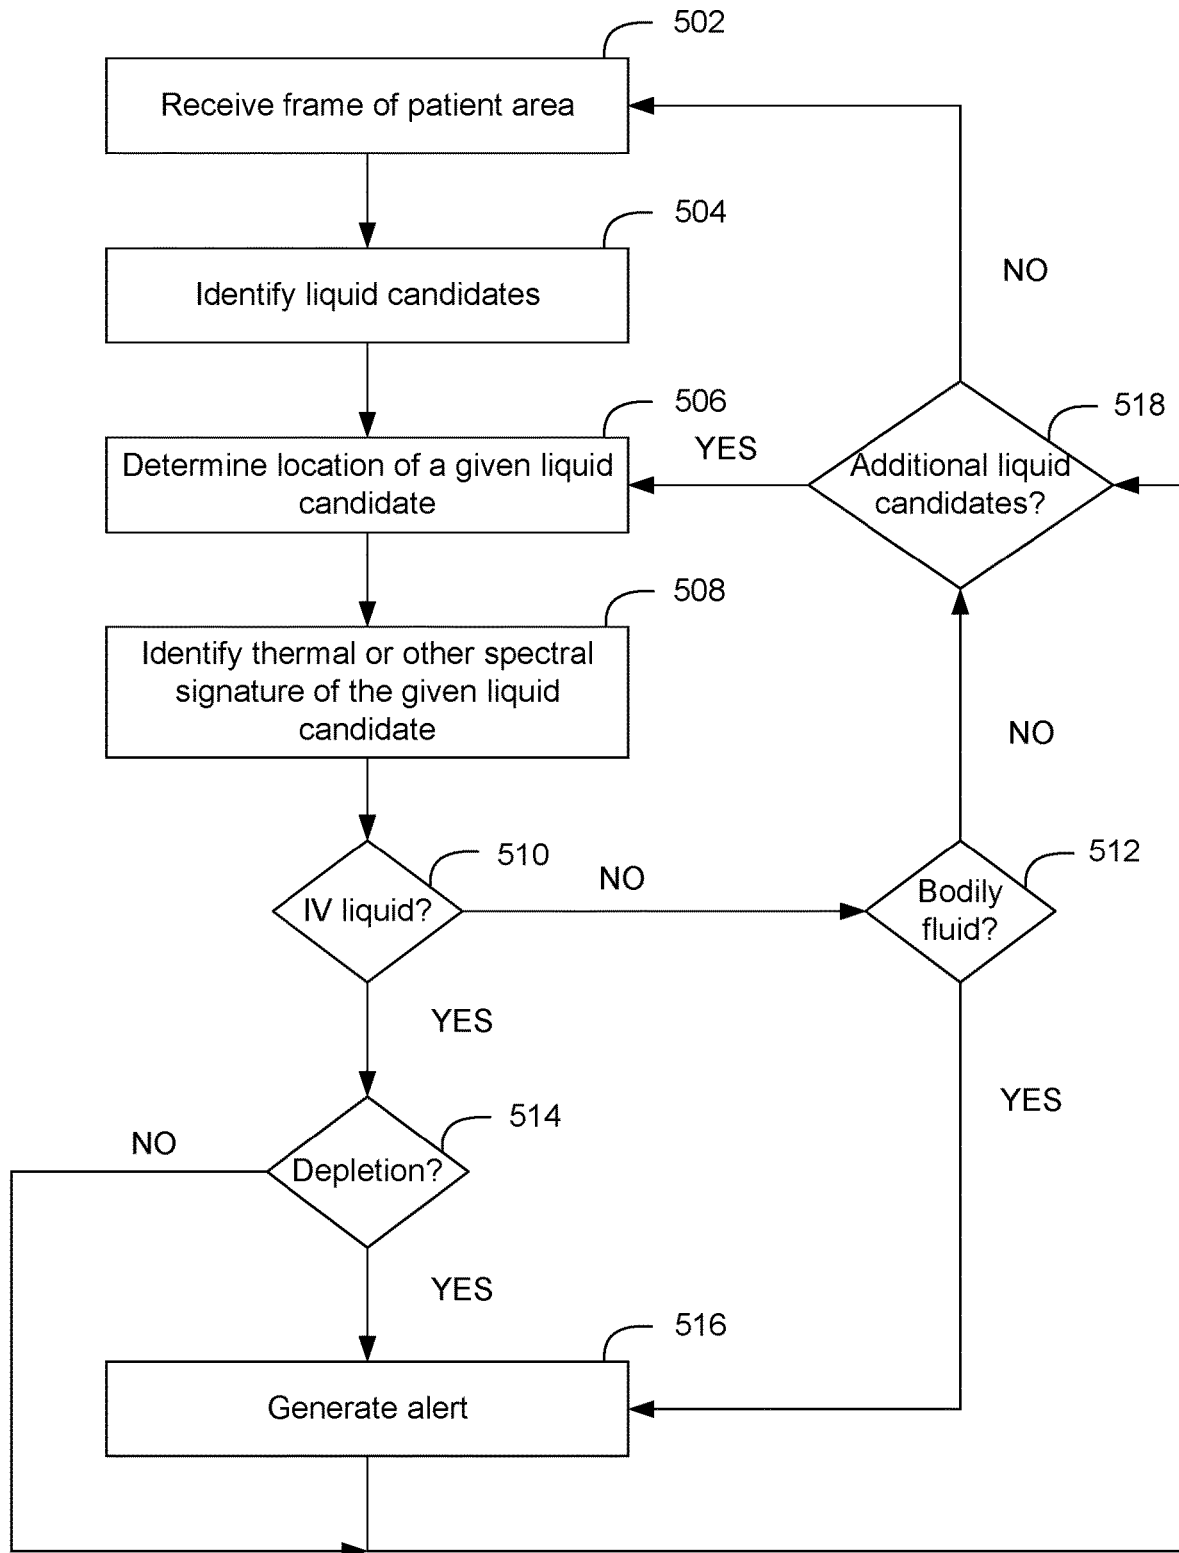 502
Receive frame of patient area
504
Identify liquid candidates
NO
506
518
YES
Determine location of a given liquid
candidate
Additional liquid
candidates?
508
Identify thermal or other spectral
signature of the given liquid
candidate
NO
510
512
NO
IV liquid?
Bodily
fluid?
YES
YES
514
NO
Depletion?
YES
516
Generate alert